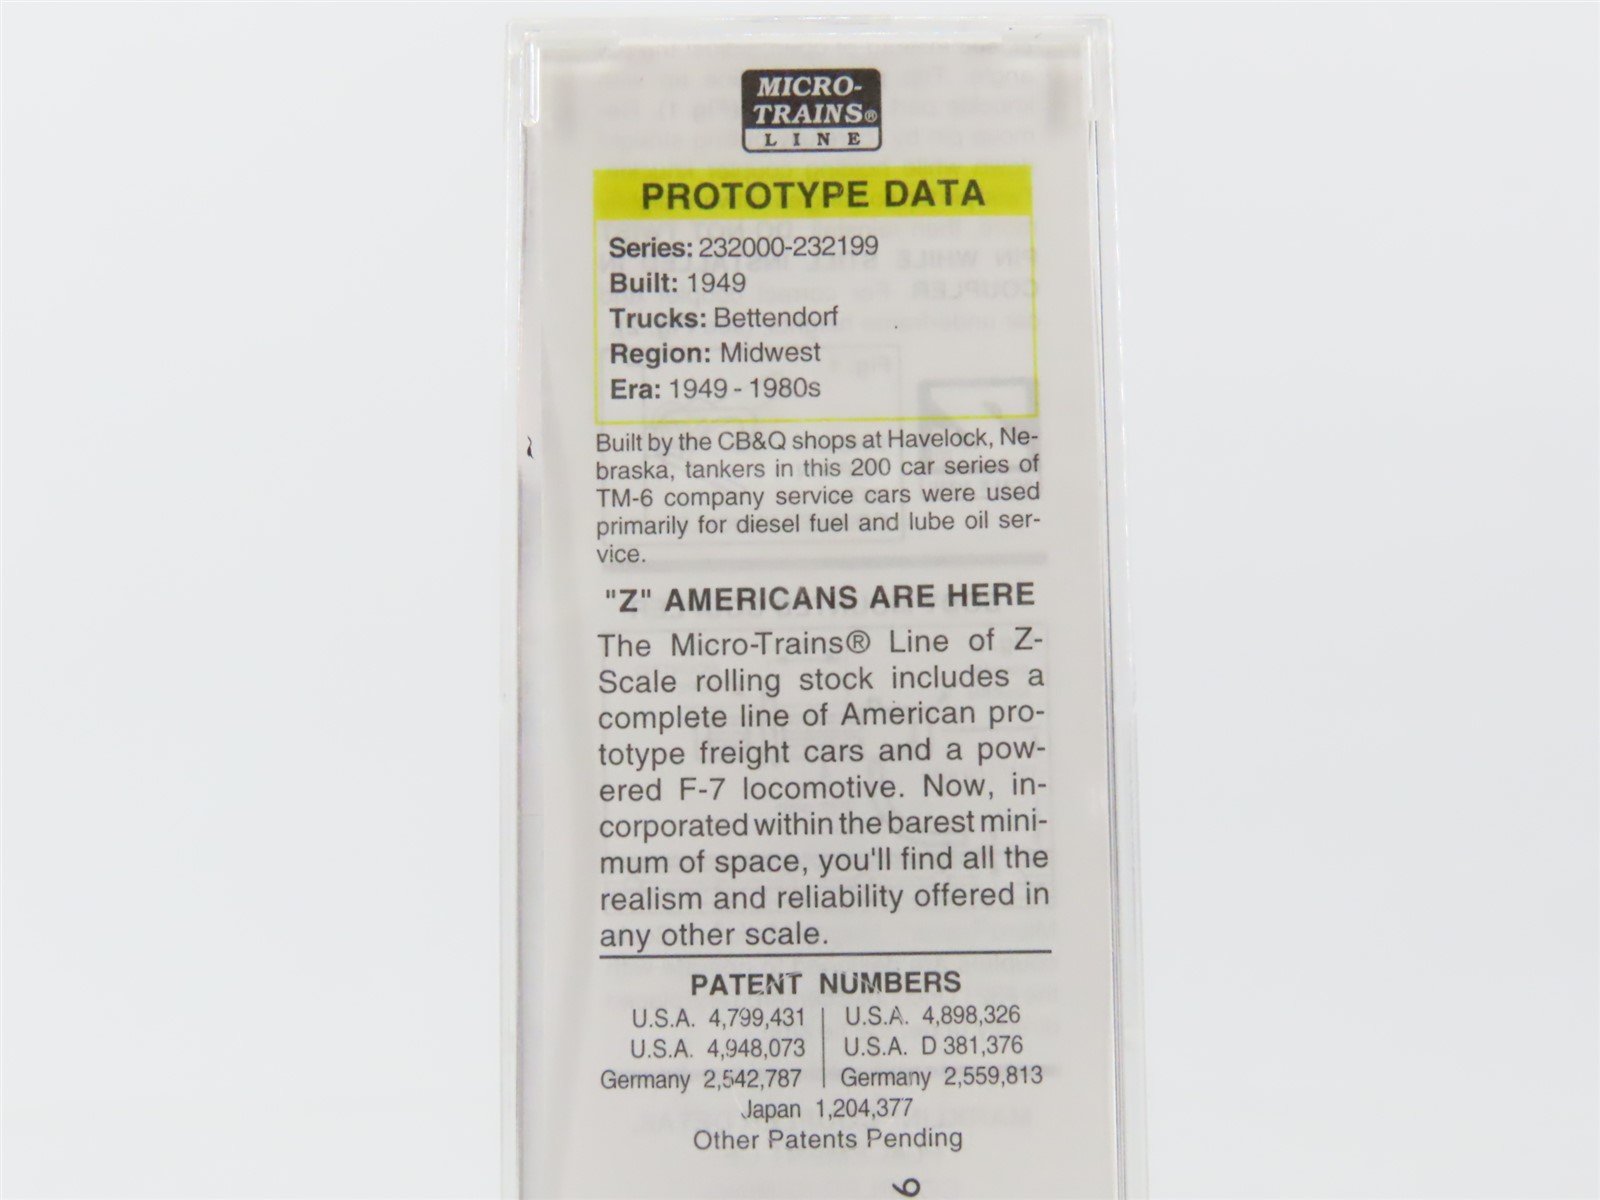 MICRO-
TRAINS®
LINE
PROTOTYPE DATA
Series: 232000-232199
Built: 1949
Trucks: Bettendorf
Region: Midwest
Era: 1949 - 1980s
Built by the CB&Q shops at Havelock, Ne-
braska, tankers in this 200 car series of
TM-6 company service cars were used
primarily for diesel fuel and lube oil ser-
vice.
"Z" AMERICANS ARE HERE
The Micro-Trains® Line of Z-
Scale rolling stock includes a
complete line of American pro-
totype freight cars and a pow-
ered F-7 locomotive. Now, in-
corporated within the barest mini-
mum of space, you'll find all the
realism and reliability offered in
any other scale.
PATENT NUMBERS
U.S.A. 4,799,431 | U.S.A. 4,898,326
U.S.A. 4,948,073 | U.S.A. D 381,376
Germany 2,542,787 | Germany 2,559,813
Japan 1,204,377
Other Patents Pending